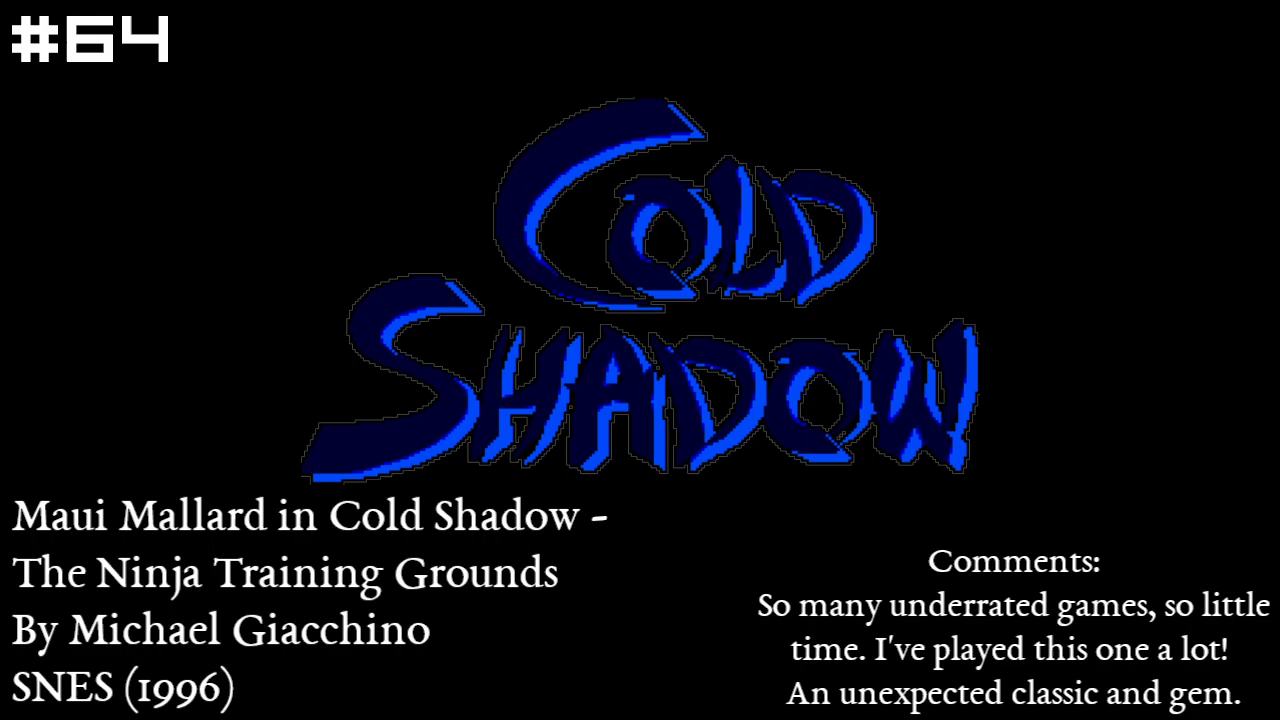 #64
COLD
SHADOW
Maui Mallard in Cold Shadow -
The Ninja Training Grounds
By Michael Giacchino
SNES (1996)
Comments:
So many underrated games, so little
time. I've played this one a lot!
An unexpected classic and gem.